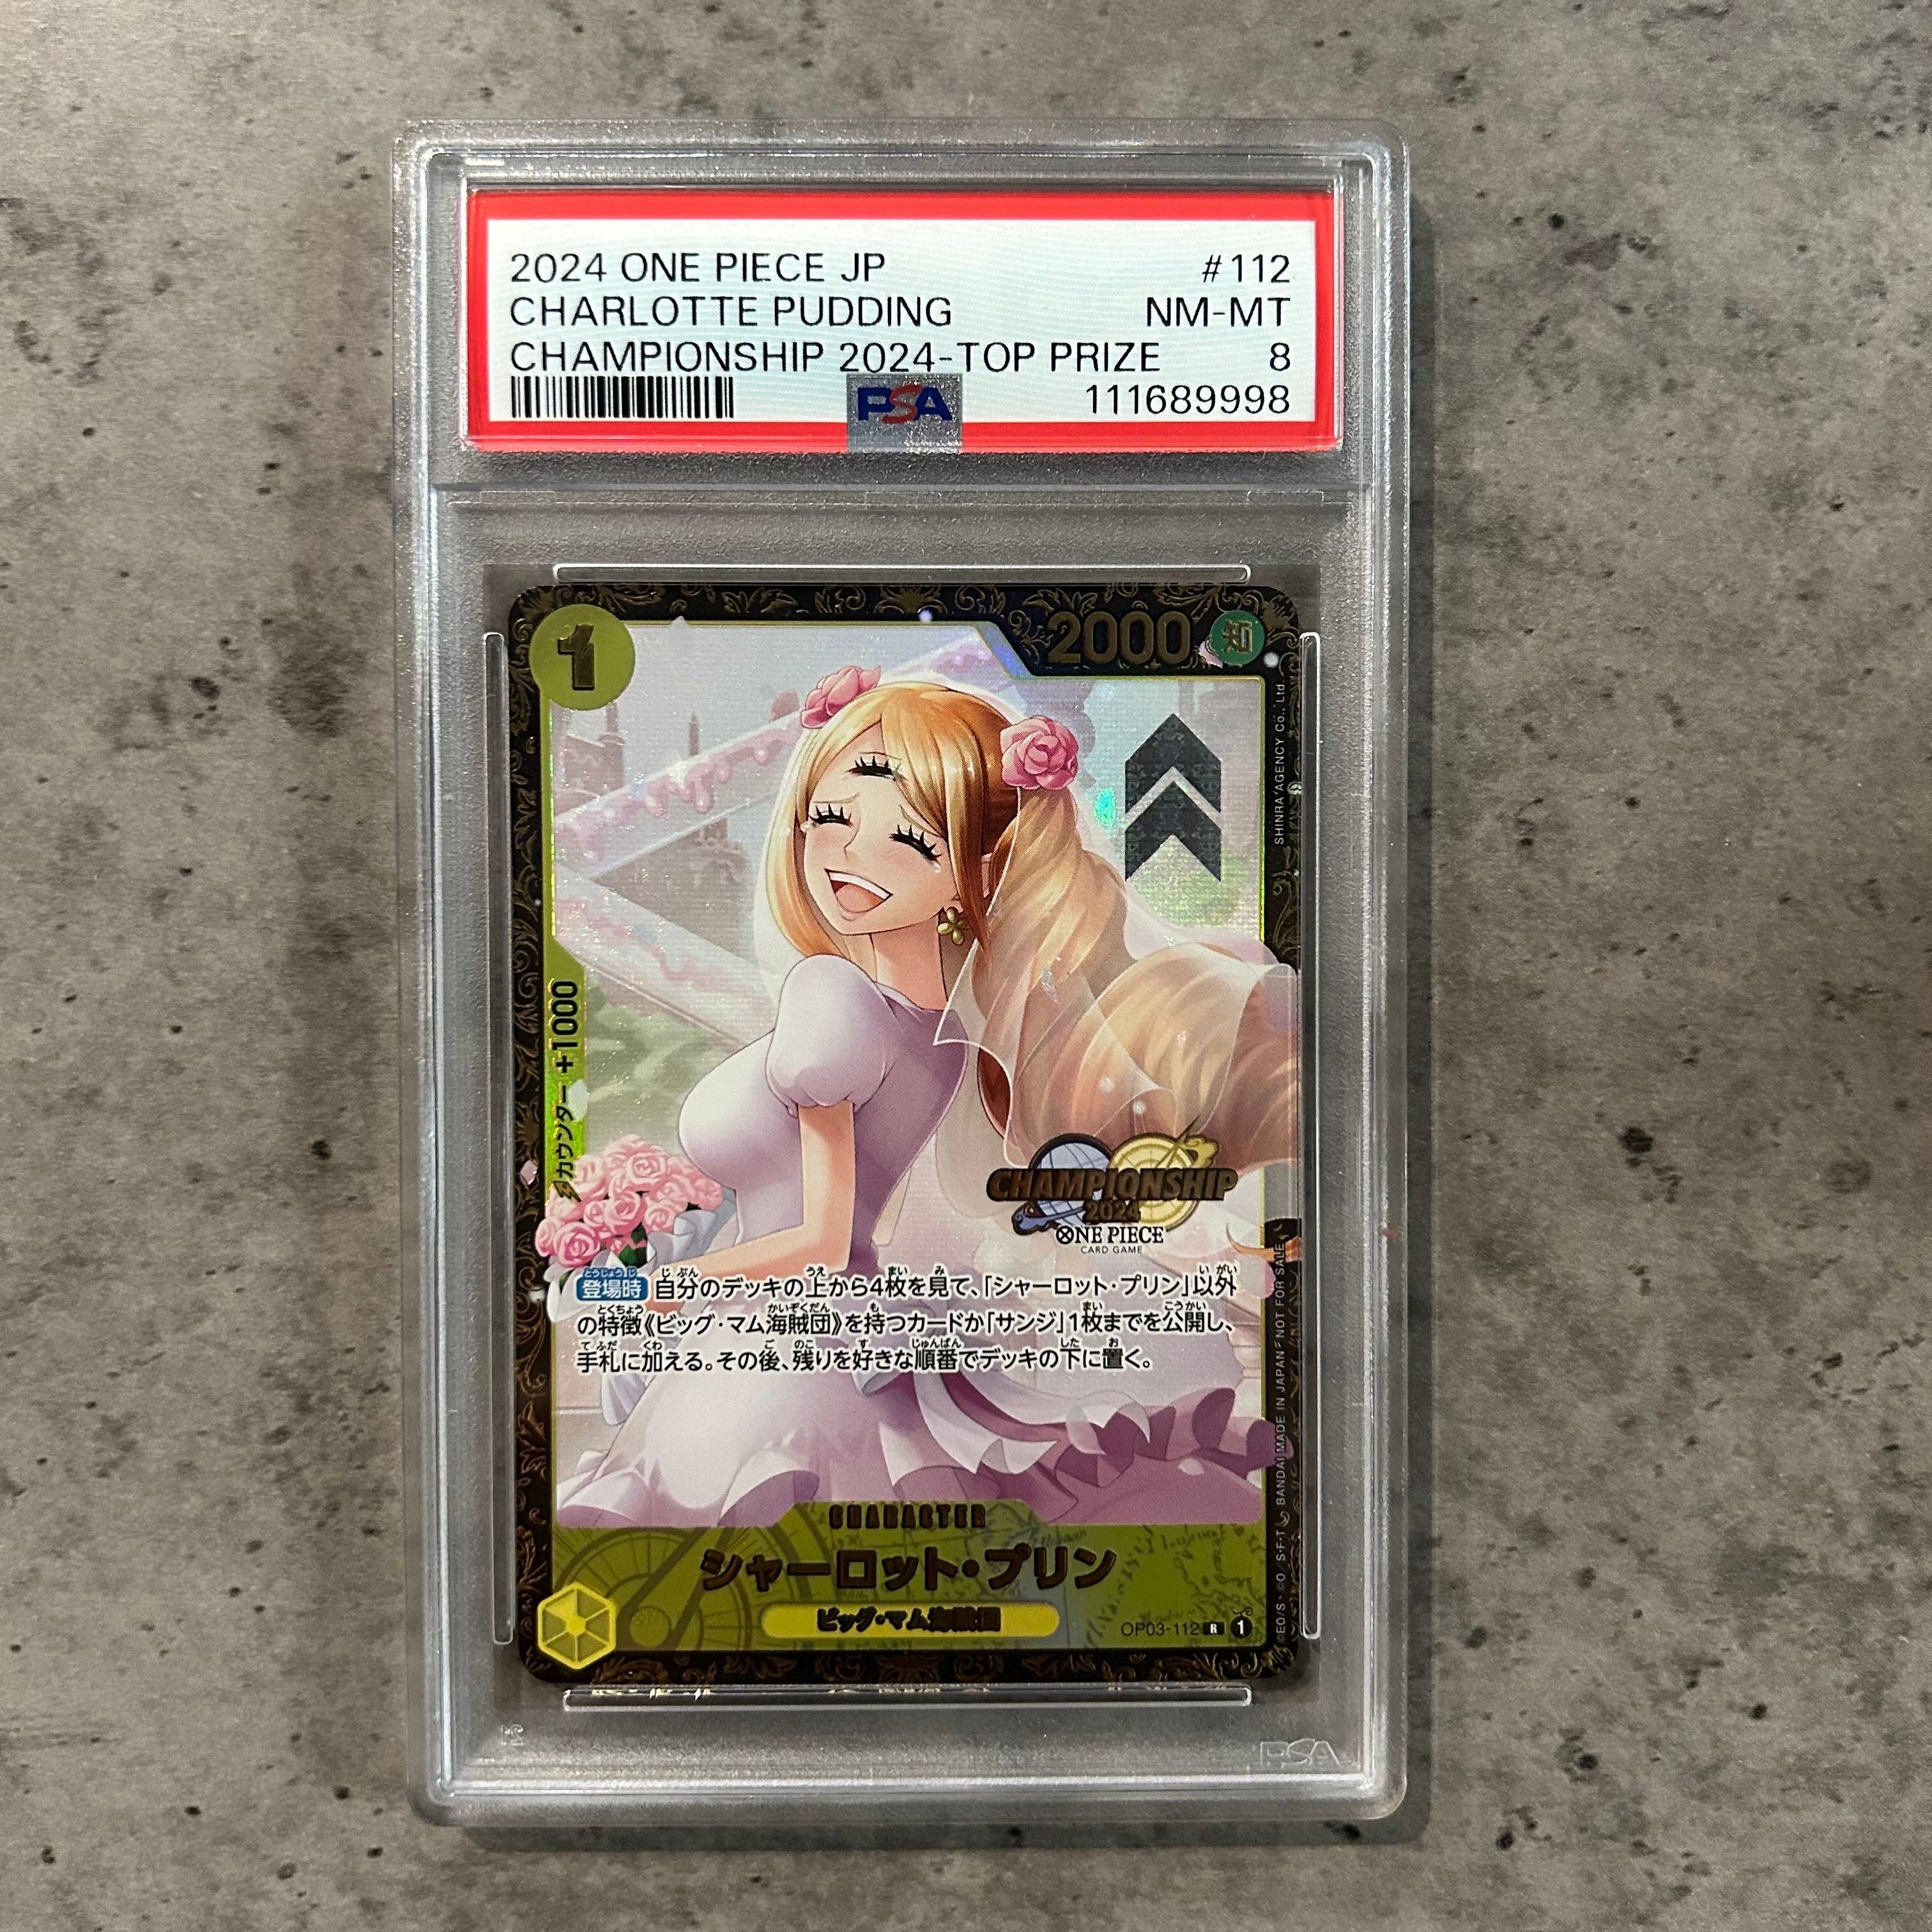 2024 ONE PIECE JP #112
CHARLOTTE PUDDING NM-MT
CHAMPIONSHIP 2024-TOP PRIZE 8
PSA 111689998
1
2000 知
SHINRA AGENCY Co., Ltd.
カウンター +1000
CHAMPIONSHIP
2024
ONE PIECE
CARD GAME
登場時 自分のデッキの上から4枚を見て、「シャーロット・プリン」以外
の特徴《ビッグ・マム海賊団》を持つカードか「サンジ」1枚までを公開し、
手札に加える。その後、残りを好きな順番でデッキの下に置く。
CHARACTER
シャーロット・プリン
ビッグ・マム海賊団
OP03-112 R 1
©E.O/S・©O. S・F・T BANDAI MADE IN JAPAN NOT FOR SALE
PSA